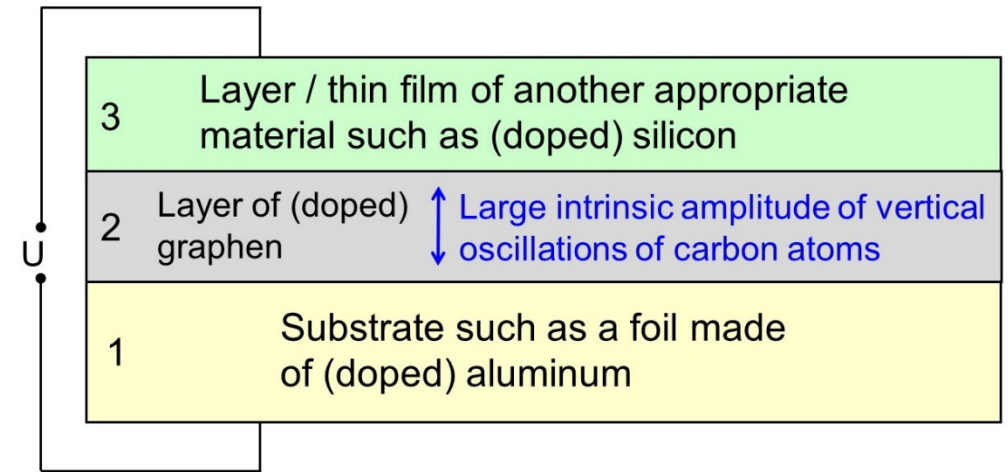 3
Layer / thin film of another appropriate
material such as (doped) silicon
2
Layer of (doped)
graphen
Large intrinsic amplitude of vertical
oscillations of carbon atoms
U
1
Substrate such as a foil made
of (doped) aluminum